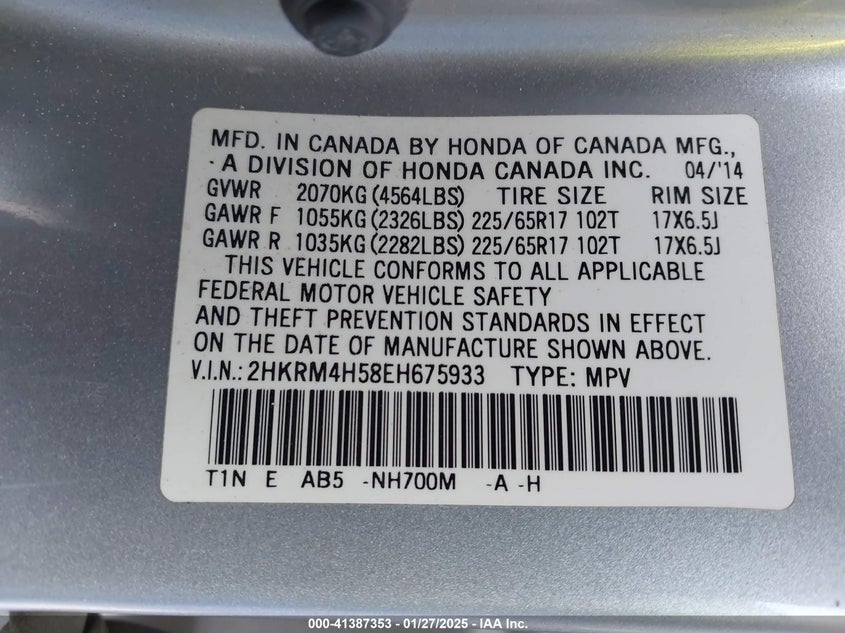 MFD. IN CANADA BY HONDA OF CANADA MFG.,
-A DIVISION OF HONDA CANADA INC. 04/'14
GVWR 2070KG(4564LBS) TIRE SIZE RIM SIZE
GAWR F 1055KG(2326LBS) 225/65R17 102T 17X6.5J
GAWR R 1035KG(2282LBS) 225/65R17 102T 17X6.5J
THIS VEHICLE CONFORMS TO ALL APPLICABLE
FEDERAL MOTOR VEHICLE SAFETY
AND THEFT PREVENTION STANDARDS IN EFFECT
ON THE DATE OF MANUFACTURE SHOWN ABOVE.
V.I.N.: 2HKRM4H58EH675933 TYPE: MPV
T1N E AB5 -NH700M -A -H
000-41387353 - 01/27/2025 - IAA Inc.